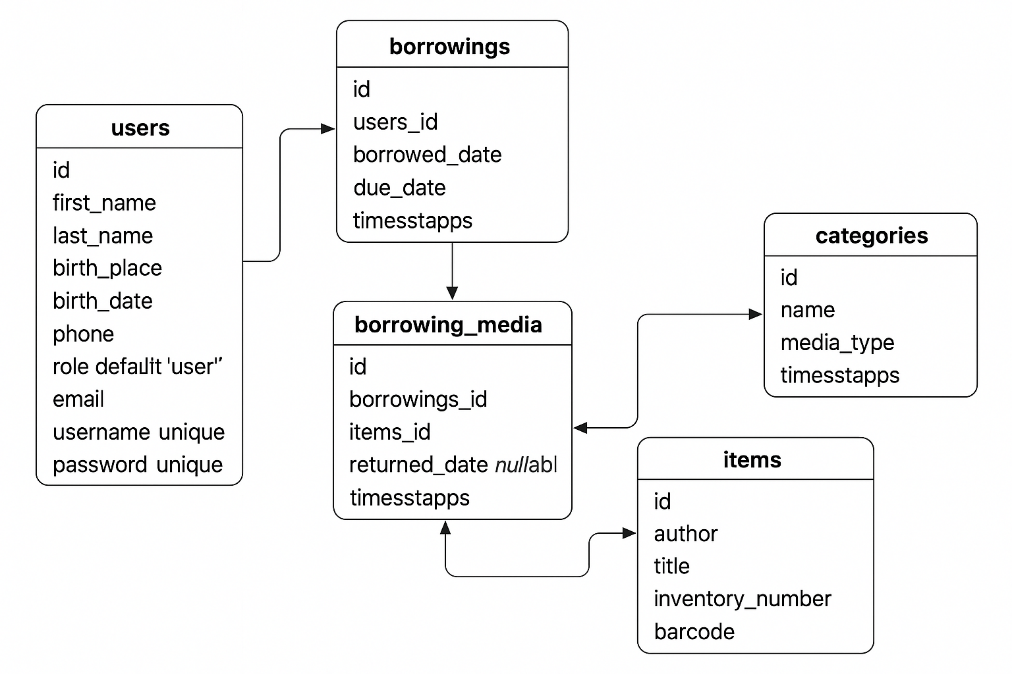 users
id
first_name
last_name
birth_place
birth_date
phone
role defaulit 'user'’
email
username unique
password unique
borrowings
id
users_id
borrowed_date
due_date
timesstapps
borrowing_media
id
borrowings_id
items_id
returned_date nullabl
timesstapps
categories
id
name
media_type
timesstapps
items
id
author
title
inventory_number
barcode